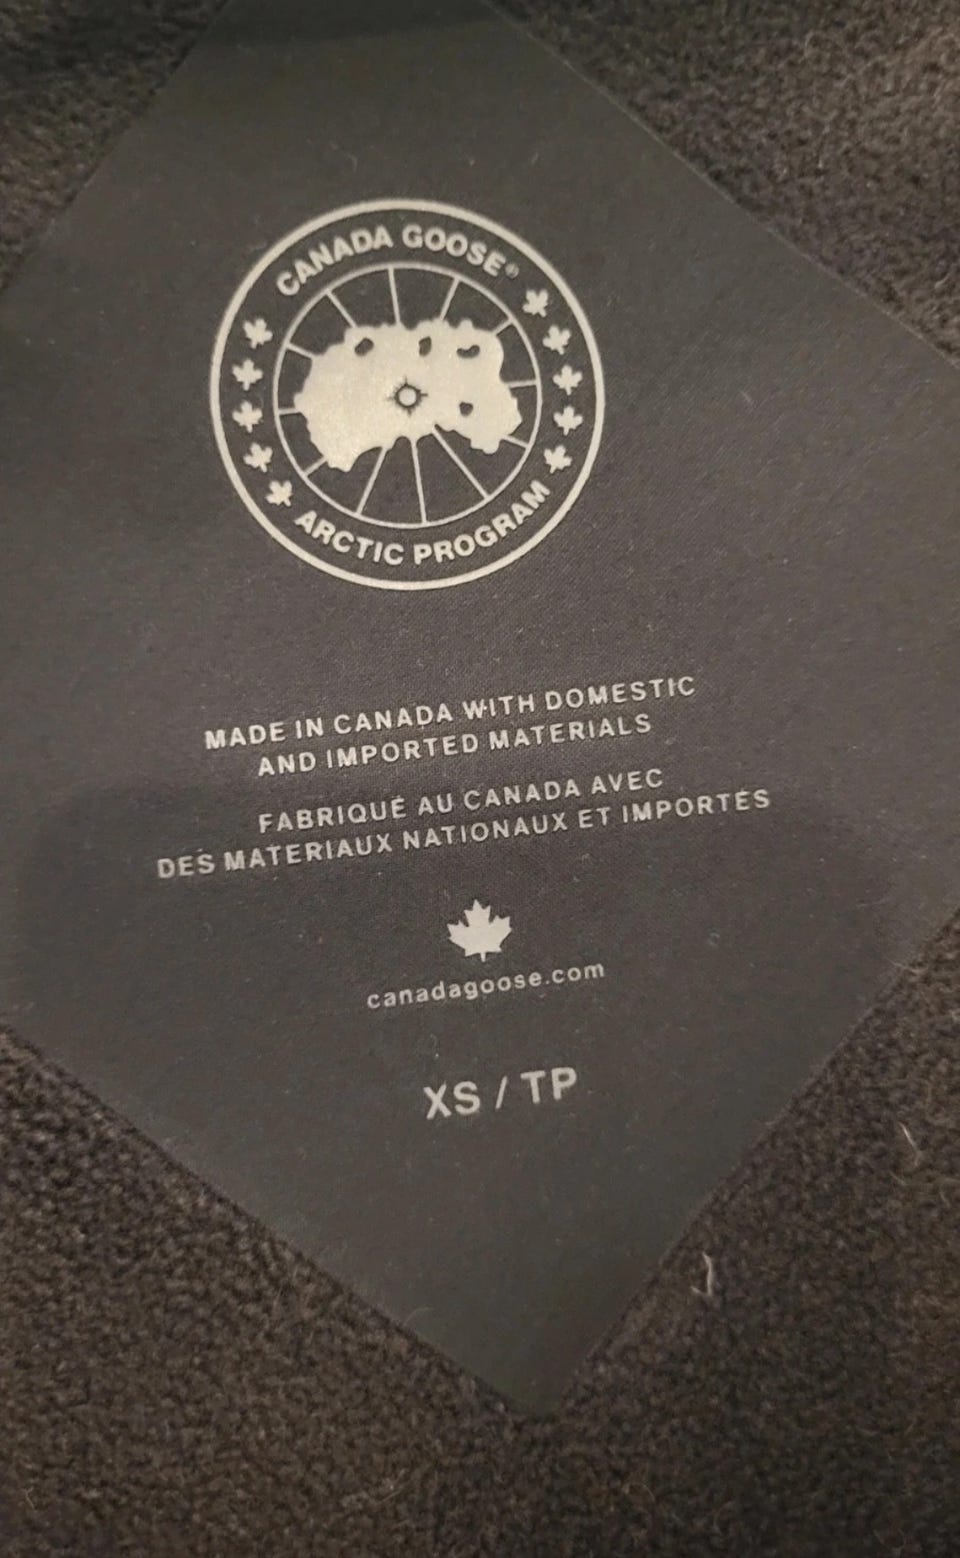 CANADA GOOSE®
ARCTIC PROGRAM
MADE IN CANADA WITH DOMESTIC
AND IMPORTED MATERIALS
FABRIQUÉ AU CANADA AVEC
DES MATERIAUX NATIONAUX ET IMPORTÉS
canadagoose.com
XS / TP